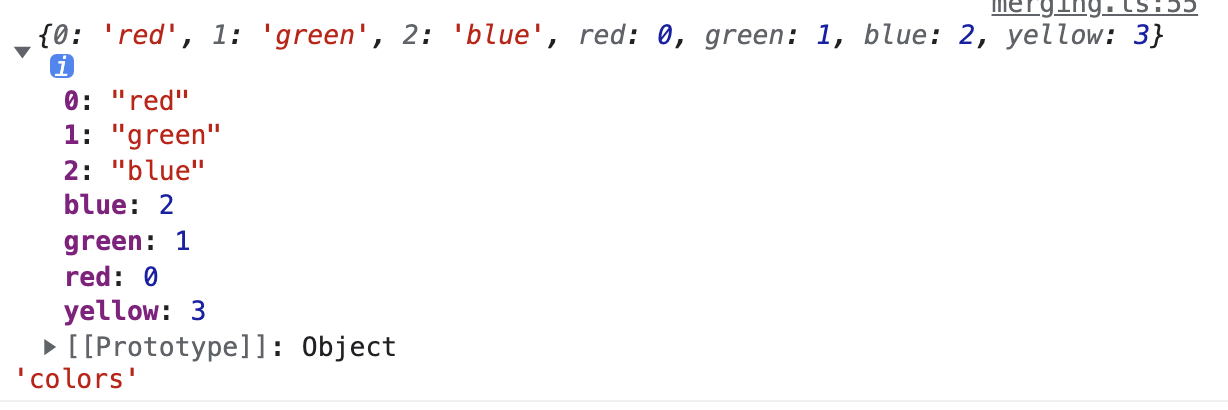 merging.ts:55
{0: 'red', 1: 'green', 2: 'blue', red: 0, green: 1, blue: 2, yellow: 3}
i
0: "red"
1: "green"
2: "blue"
blue: 2
green: 1
red: 0
yellow: 3
[[Prototype]]: Object
'colors'